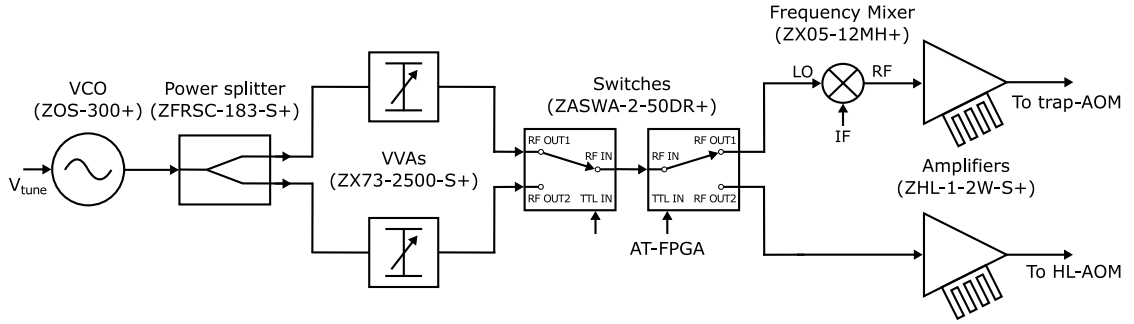 Frequency Mixer
(ZX05-12MH+)
VCO
(ZOS-300+)
Power splitter
(ZFRSC-183-S+)
Switches
(ZASWA-2-50DR+)
LO
RF
IF
To trap-AOM
V_tune
VVAs
(ZX73-2500-S+)
RF OUT1
RF IN
RF OUT2
TTL IN
RF OUT1
RF IN
TTL IN
RF OUT2
AT-FPGA
Amplifiers
(ZHL-1-2W-S+)
To HL-AOM